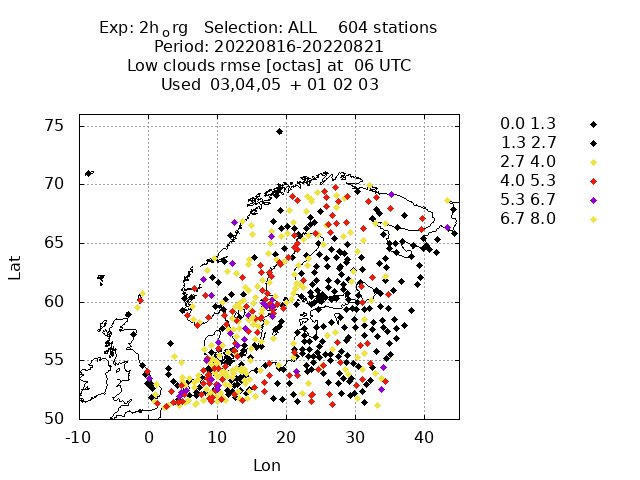 Exp: 2h₀rg   Selection: ALL    604 stations
Period: 20220816-20220821
Low clouds rmse [octas] at  06 UTC
Used  03,04,05  + 01 02 03
0.0 1.3
1.3 2.7
2.7 4.0
4.0 5.3
5.3 6.7
6.7 8.0
75
70
65
60
55
50
Lat
-10 0 10 20 30 40
Lon